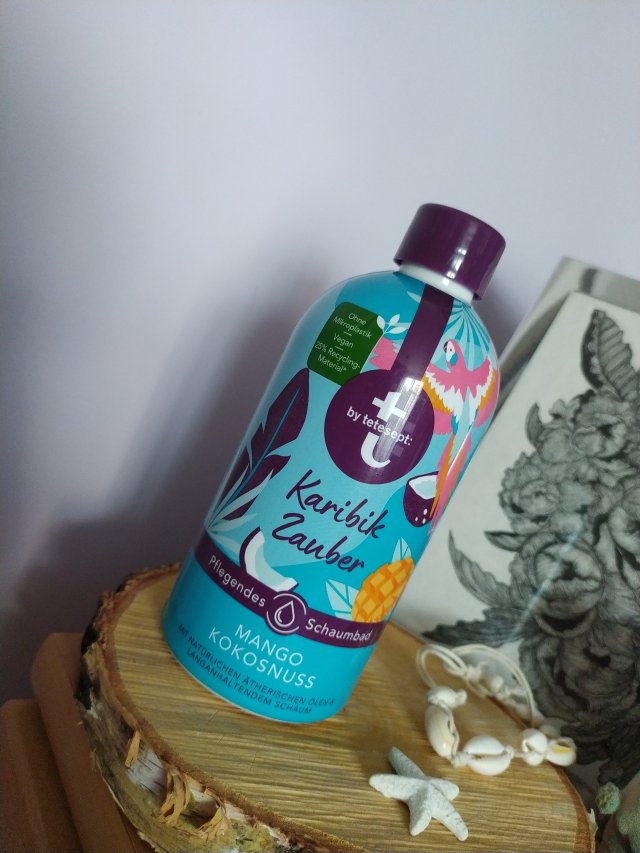 Ohne
Mikroplastik
Vegan
25% Recycling-
Material*
t
by tetesept:
Karibik
Zauber
Pflegendes Schaumbad
MANGO
KOKOSNUSS
MIT NATÜRLICHEN ÄTHERISCHEN ÖLEN &
LANGANHALTENDEM SCHAUM